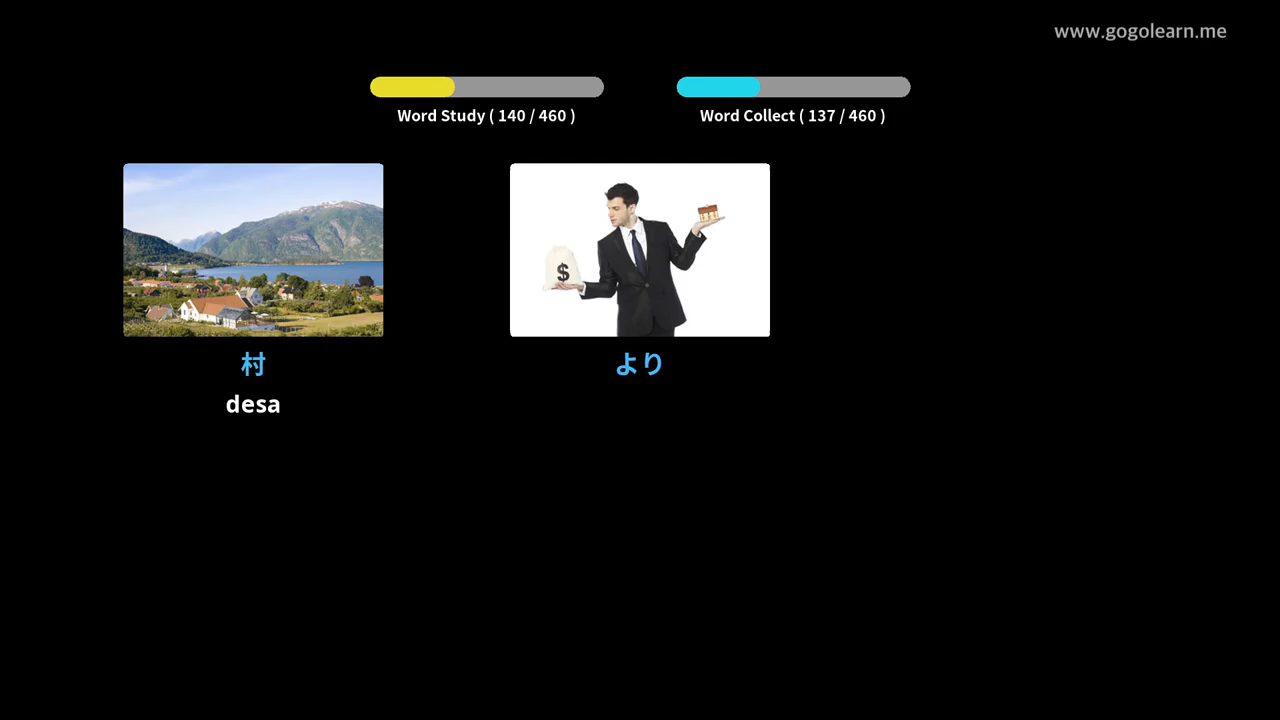 www.gogolearn.me
Word Study ( 140 / 460 )
Word Collect ( 137 / 460 )
$
村
より
desa